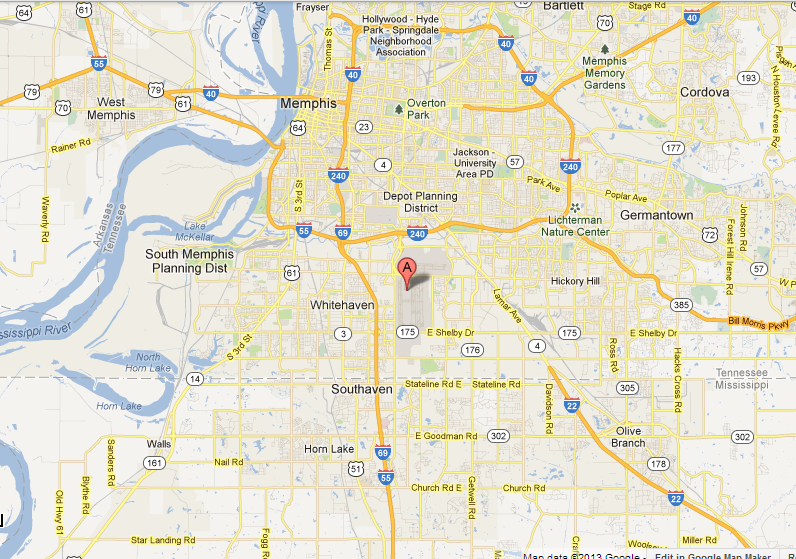 Frayser
Bartlett
Stage Rd
70
40
Hollywood - Hyde
Park - Springdale
Neighborhood
Association
Thomas St
River
64
55
40
40
40
Memphis
Memory
Gardens
79
79
61
40
193
N Houston Levee Rd
Cordova
West
Memphis
70
Memphis
Overton
Park
64
23
Rainer Rd
177
4
Jackson -
University
Area PD
57
240
240
S 3rd St
Park Ave
Poplar Ave
Depot Planning
District
Waverly Rd
Arkansas
Tennessee
Lake
McKellar
55
69
240
Lichterman
Nature Center
Germantown
72
Johnson Rd
Forest Hill Irene Rd
South Memphis
Planning Dist
61
A
57
Hickory Hill
Whitehaven
Lamar Ave
385
Bill Morris Pkwy
Mississippi River
3
175
E Shelby Dr
175
E Shelby Dr
S 3rd St
176
4
Ross Rd
Hacks Cross Rd
North
Horn Lake
14
Tennessee
Mississippi
Southaven
Stateline Rd E
Stateline Rd
305
Horn Lake
Davidson Rd
22
Walls
Horn Lake
E Goodman Rd
302
Olive
Branch
302
Sanders Rd
161
Nail Rd
69
51
55
178
Blythe Rd
Old Hwy 61
Getwell Rd
Church Rd E
Church Rd
22
Star Landing Rd
Fogg R
Miller Rd
Map data ©2013 Google -
Edit in Google Map Maker